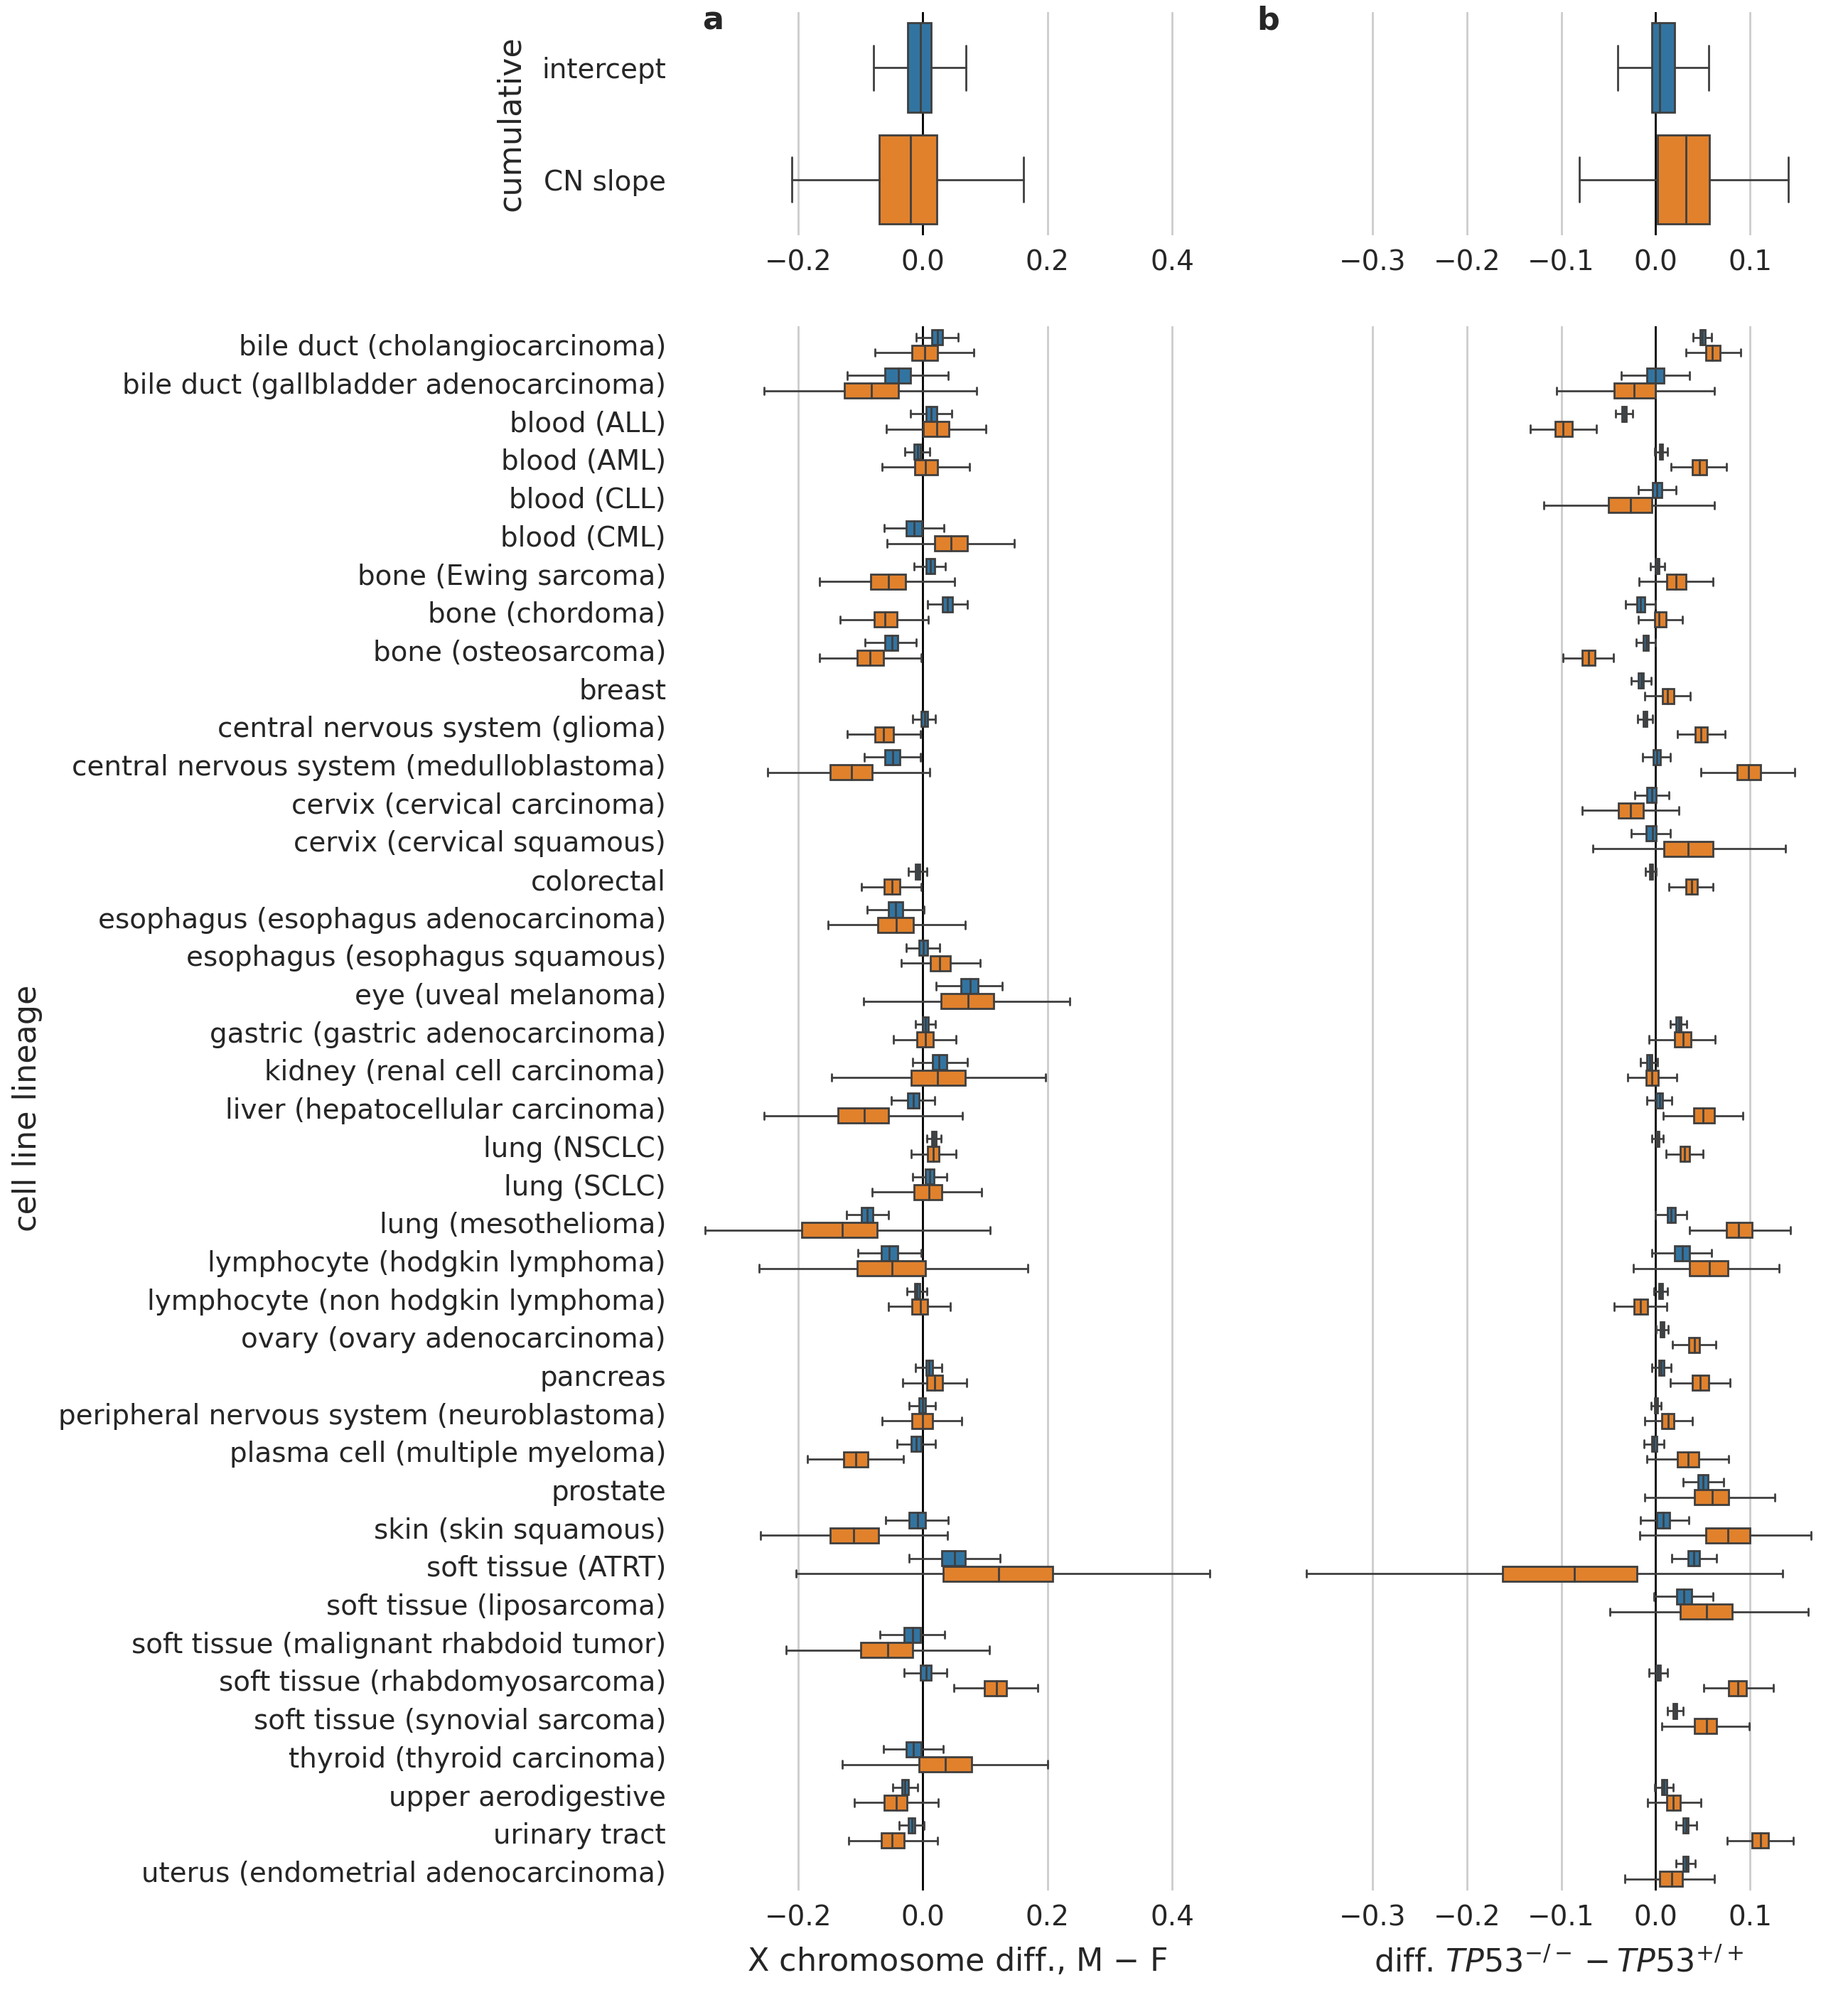 a
b
cumulative
intercept
CN slope
−0.2 0.0 0.2 0.4
−0.3 −0.2 −0.1 0.0 0.1
cell line lineage
bile duct (cholangiocarcinoma)
bile duct (gallbladder adenocarcinoma)
blood (ALL)
blood (AML)
blood (CLL)
blood (CML)
bone (Ewing sarcoma)
bone (chordoma)
bone (osteosarcoma)
breast
central nervous system (glioma)
central nervous system (medulloblastoma)
cervix (cervical carcinoma)
cervix (cervical squamous)
colorectal
esophagus (esophagus adenocarcinoma)
esophagus (esophagus squamous)
eye (uveal melanoma)
gastric (gastric adenocarcinoma)
kidney (renal cell carcinoma)
liver (hepatocellular carcinoma)
lung (NSCLC)
lung (SCLC)
lung (mesothelioma)
lymphocyte (hodgkin lymphoma)
lymphocyte (non hodgkin lymphoma)
ovary (ovary adenocarcinoma)
pancreas
peripheral nervous system (neuroblastoma)
plasma cell (multiple myeloma)
prostate
skin (skin squamous)
soft tissue (ATRT)
soft tissue (liposarcoma)
soft tissue (malignant rhabdoid tumor)
soft tissue (rhabdomyosarcoma)
soft tissue (synovial sarcoma)
thyroid (thyroid carcinoma)
upper aerodigestive
urinary tract
uterus (endometrial adenocarcinoma)
−0.2 0.0 0.2 0.4
−0.3 −0.2 −0.1 0.0 0.1
X chromosome diff., M − F
diff. TP53⁻/⁻ − TP53⁺/⁺